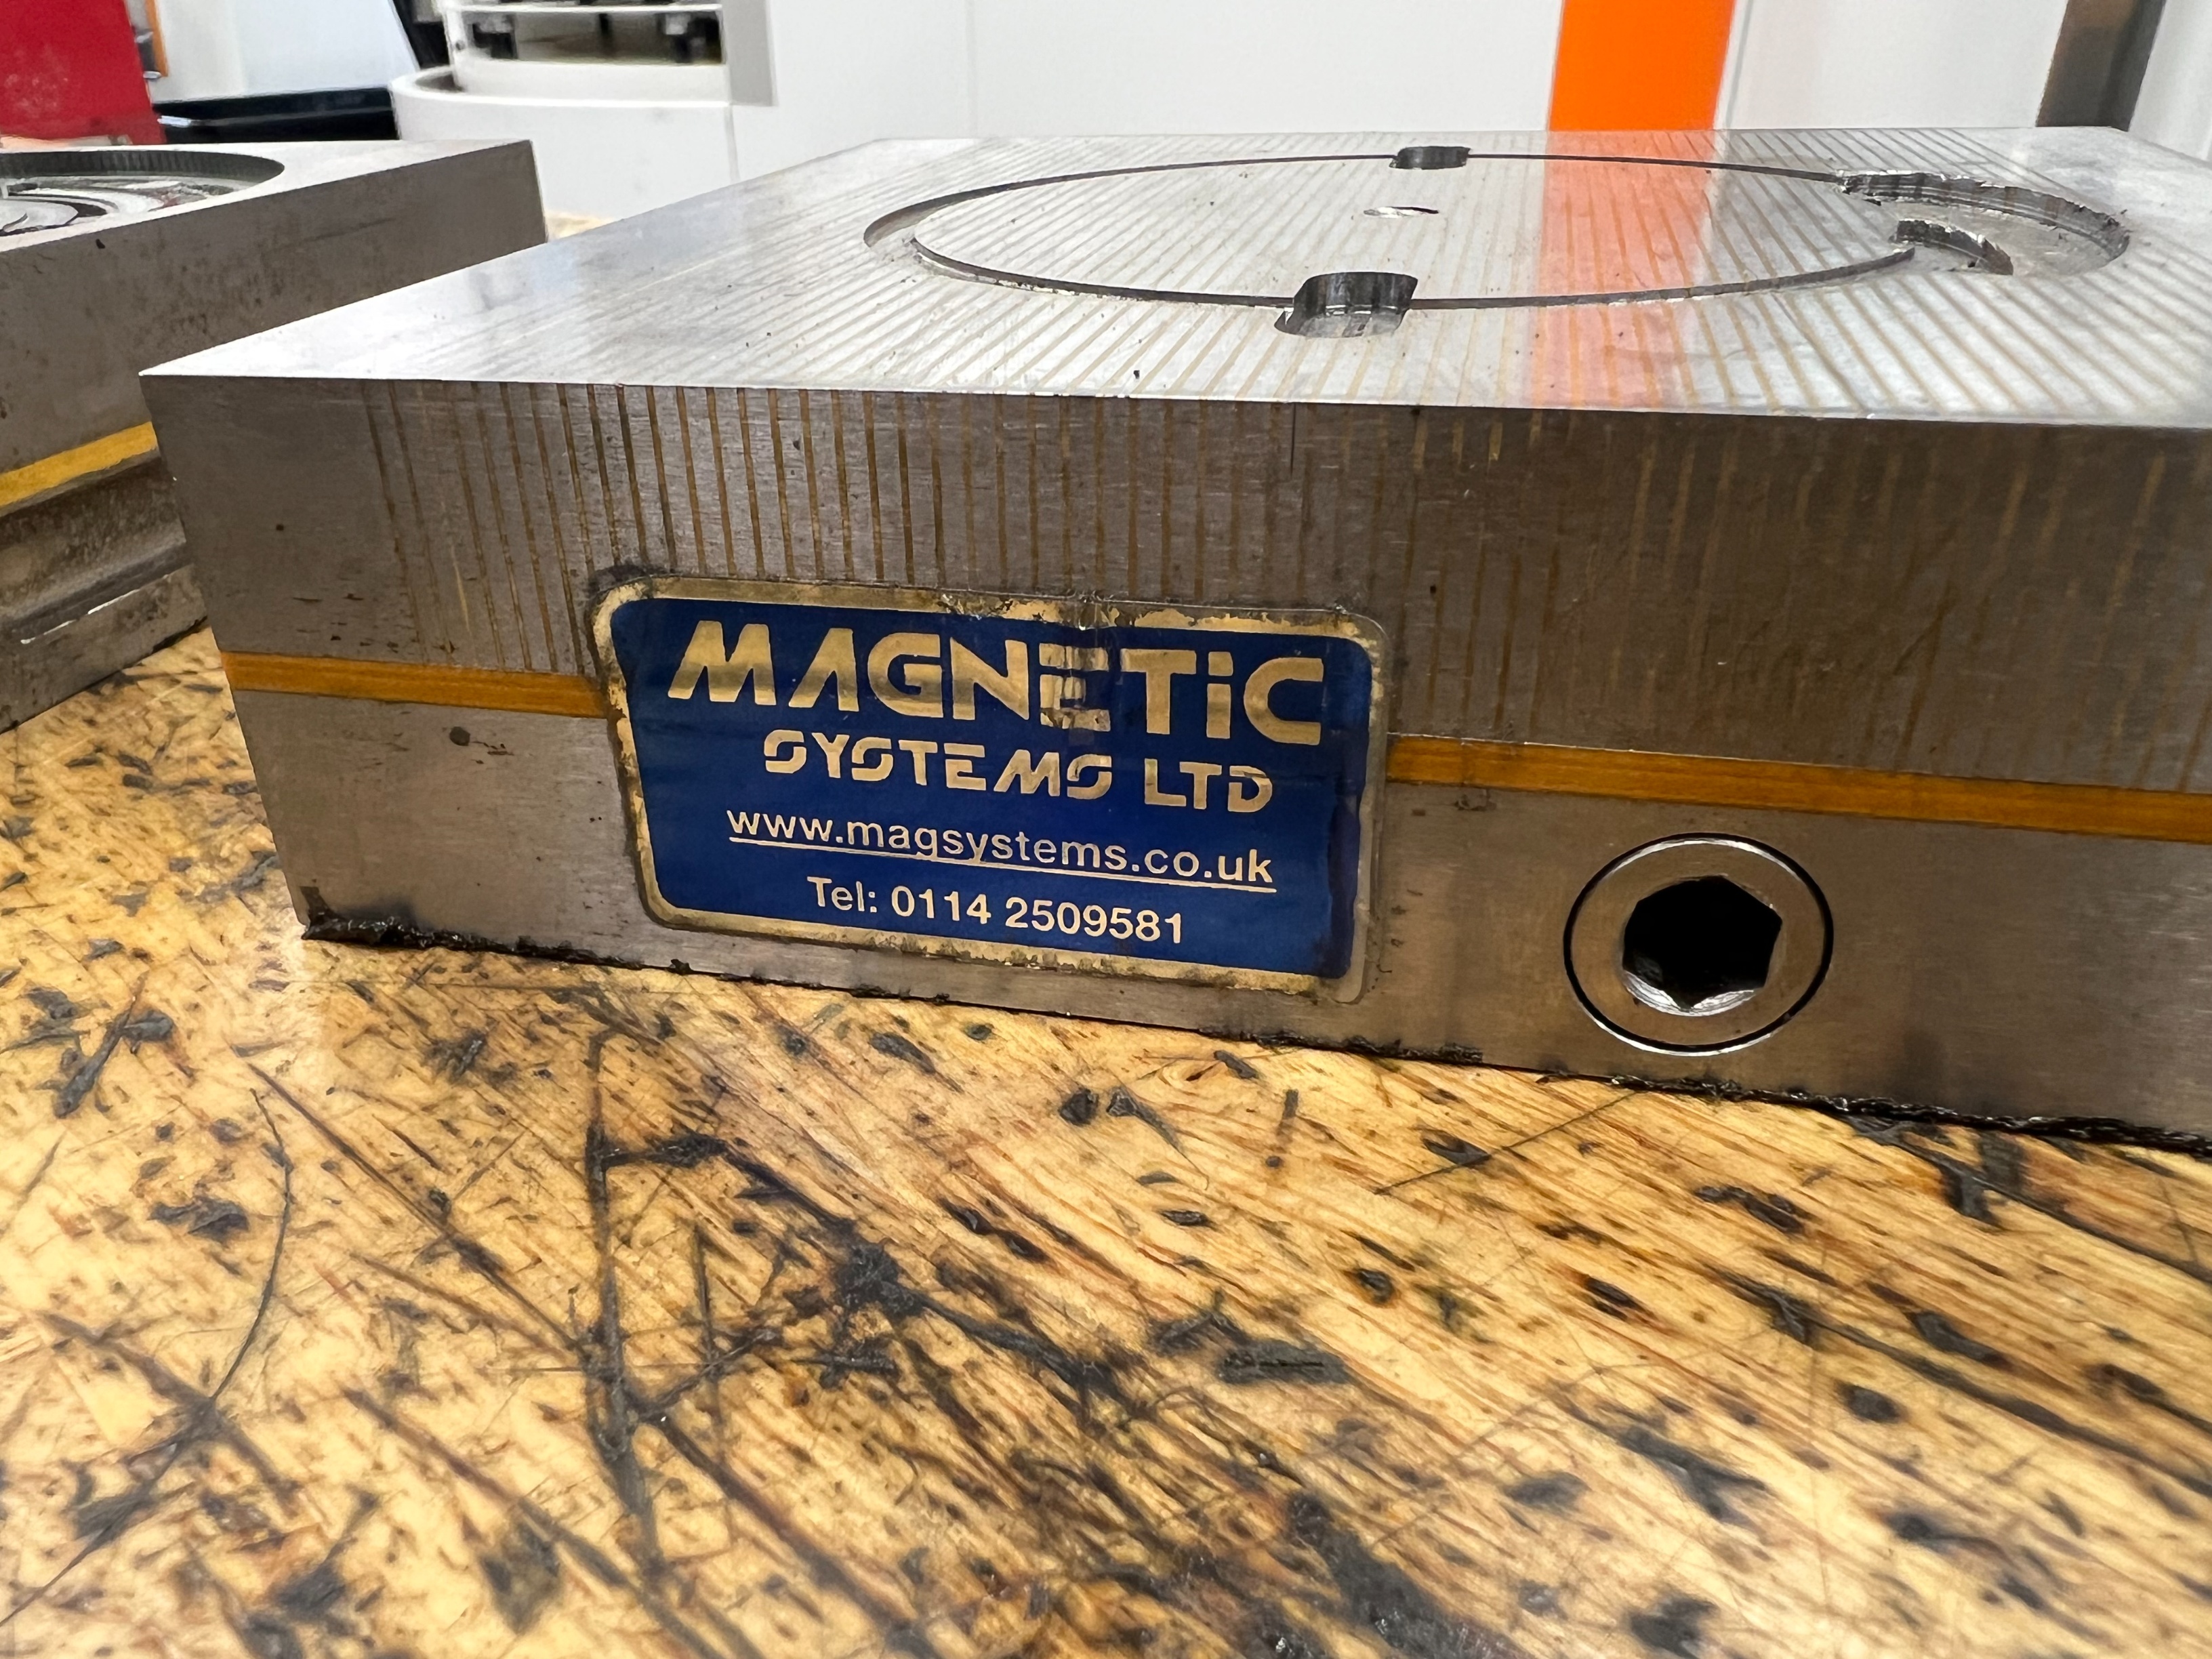 MAGNETiC
SYSTEMS LTD
www.magsystems.co.uk
Tel: 0114 2509581